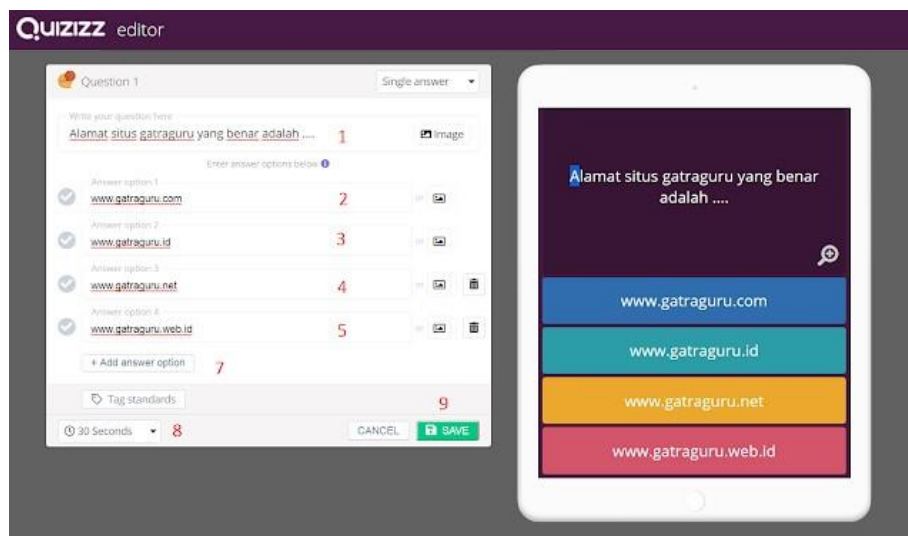 Quizizz editor
Question 1
Single answer
Write your question here
Alamat situs gatraguru yang benar adalah ....
1
Image
Enter answer options below
Answer option 1
www.gatraguru.com
2
or
Answer option 2
www.gatraguru.id
3
or
Answer option 3
www.gatraguru.net
4
or
Answer option 4
www.gatraguru.web.id
5
or
+ Add answer option
7
Tag standards
9
30 Seconds
8
CANCEL
SAVE
Alamat situs gatraguru yang benar
adalah ....
www.gatraguru.com
www.gatraguru.id
www.gatraguru.net
www.gatraguru.web.id